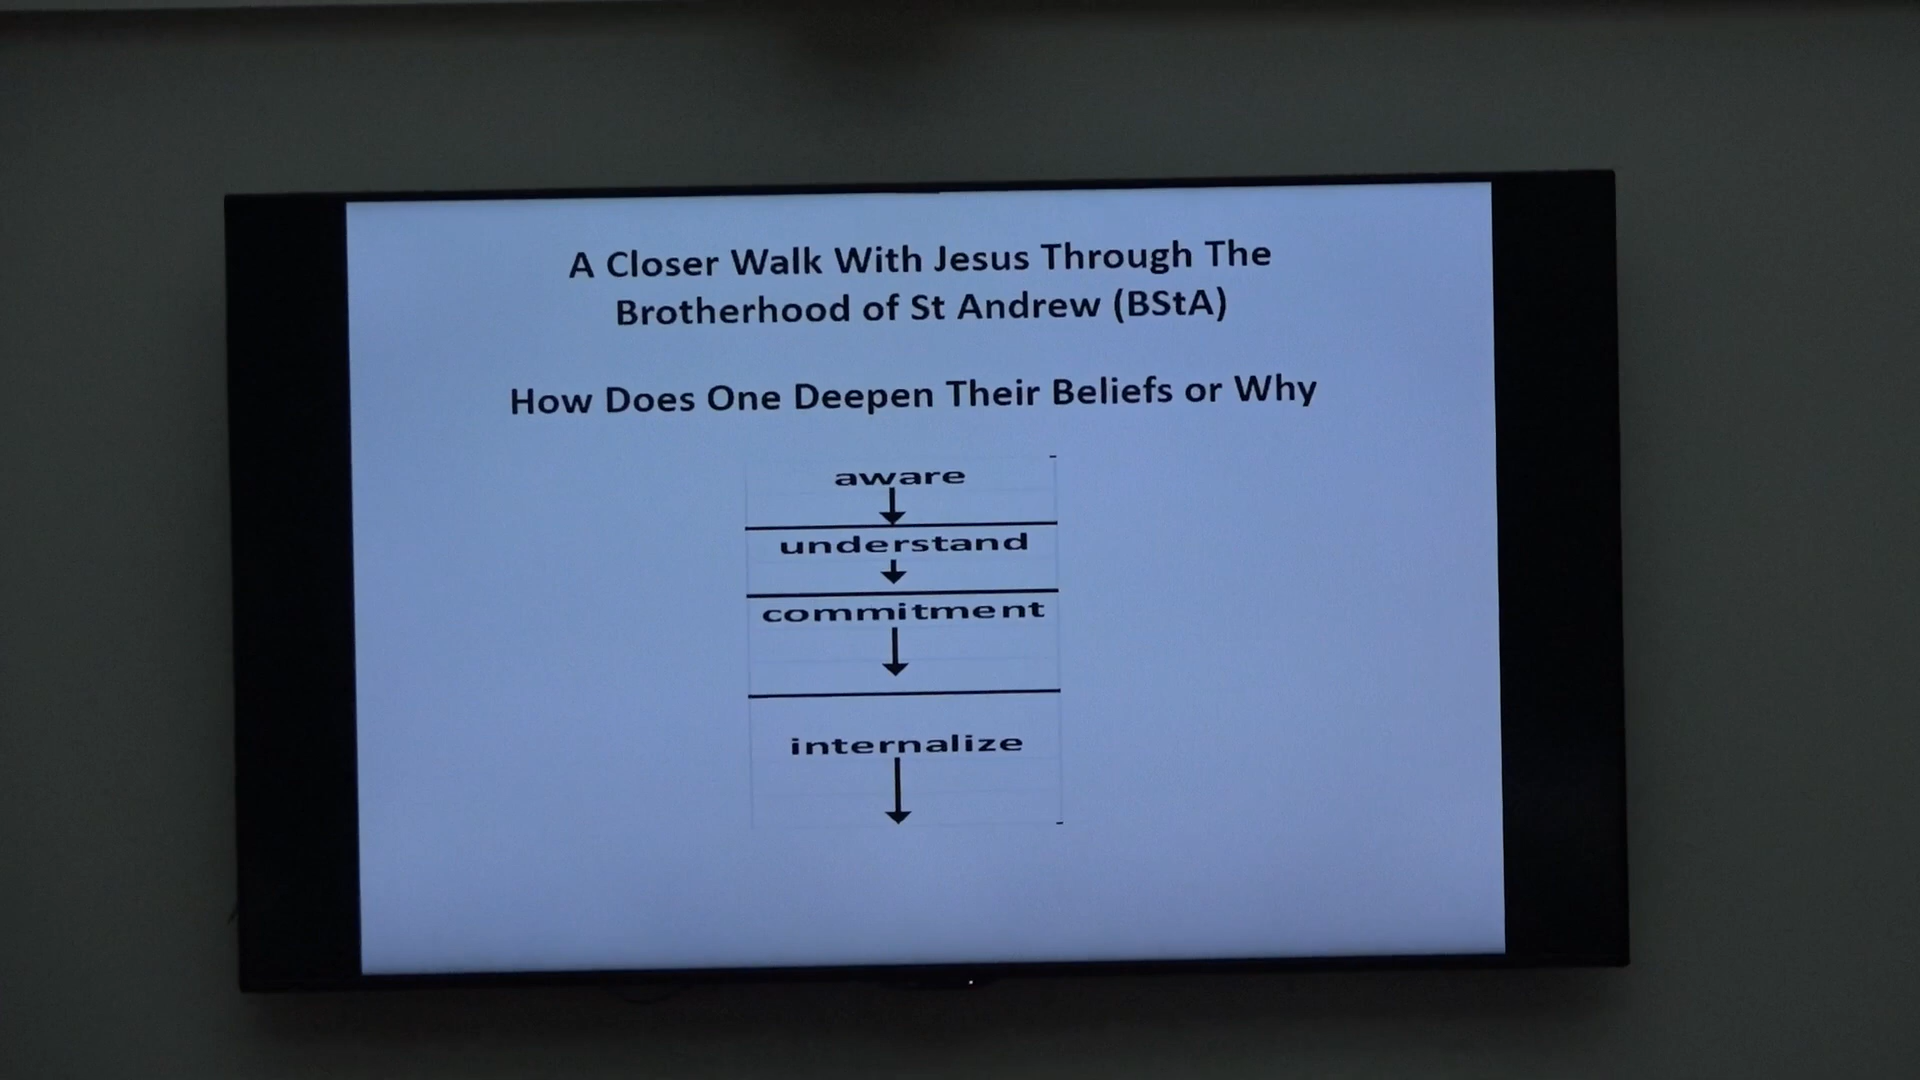 A Closer Walk With Jesus Through The
Brotherhood of St Andrew (BStA)
How Does One Deepen Their Beliefs or Why
aware
understand
commitment
internalize